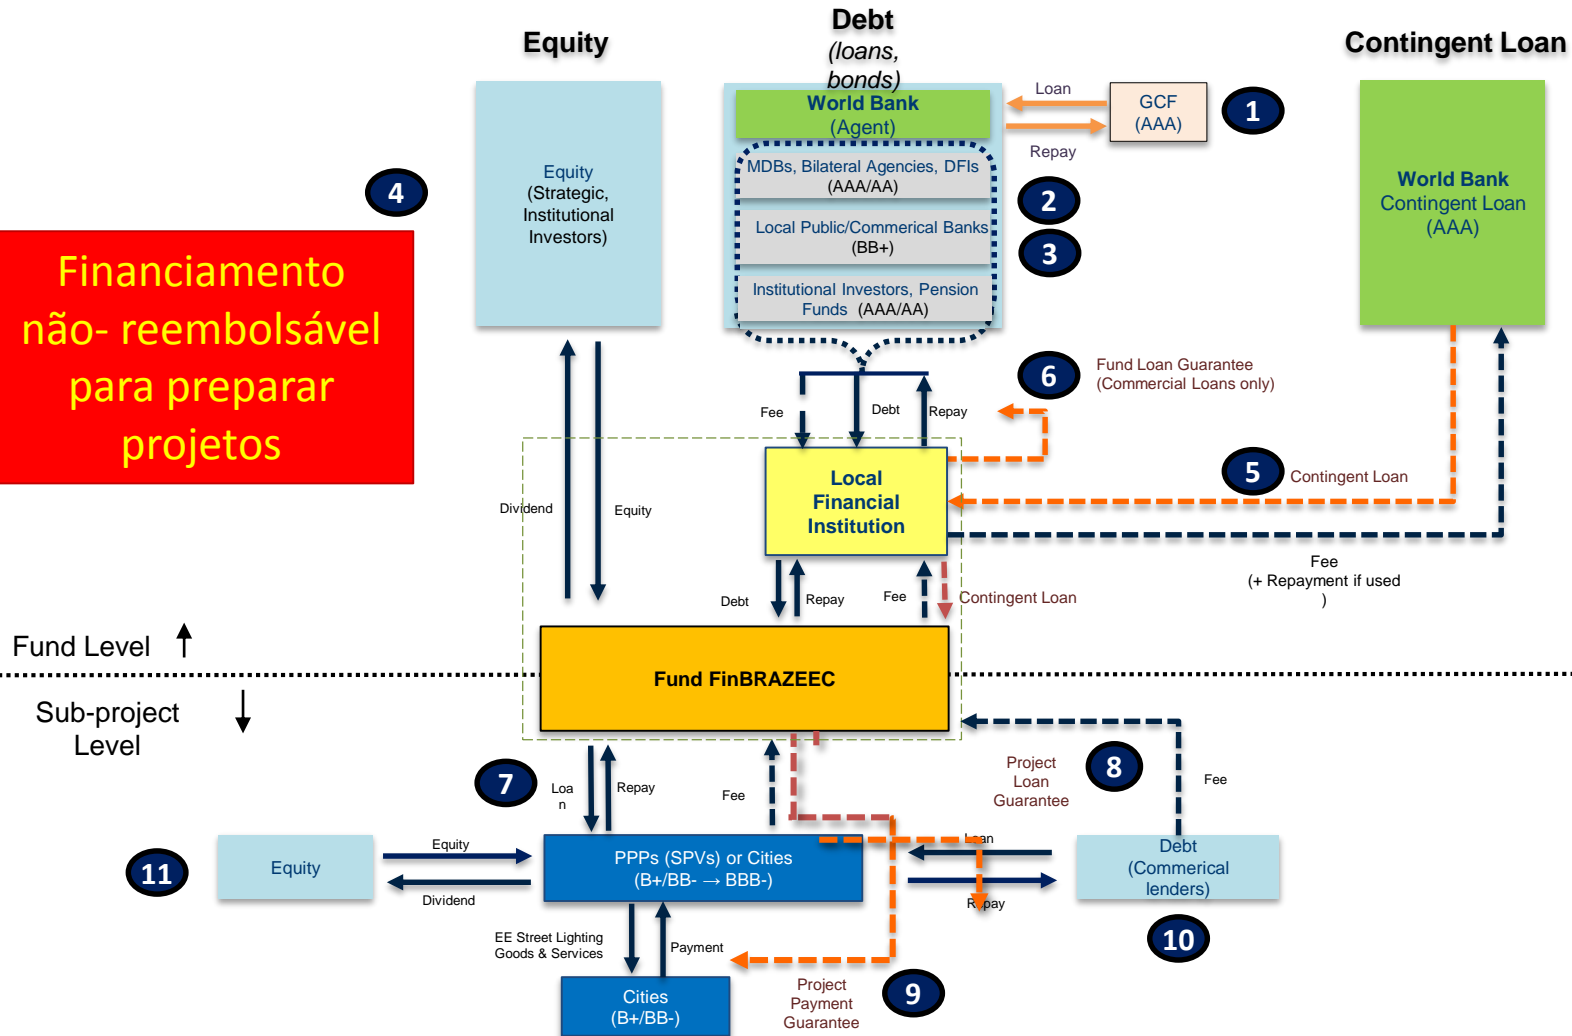 Equity
Debt
(loans,
bonds)
Contingent Loan
World Bank
(Agent)
Loan
Repay
GCF
(AAA)
1
MDBs, Bilateral Agencies, DFIs
(AAA/AA)
2
Local Public/Commerical Banks
(BB+)
3
Institutional Investors, Pension
Funds (AAA/AA)
Equity
(Strategic,
Institutional
Investors)
4
World Bank
Contingent Loan
(AAA)
Financiamento
não- reembolsável
para preparar
projetos
6
Fund Loan Guarantee
(Commercial Loans only)
Fee
Debt
Repay
Local
Financial
Institution
5
Contingent Loan
Dividend
Equity
Fee
(+ Repayment if used
)
Debt
Repay
Fee
Contingent Loan
Fund Level
Fund FinBRAZEEC
Sub-project
Level
7
Loa
n
Repay
Fee
Project
Loan
Guarantee
8
Fee
11
Equity
Equity
Dividend
PPPs (SPVs) or Cities
(B+/BB- → BBB-)
Loan
Repay
Debt
(Commerical
lenders)
10
EE Street Lighting
Goods & Services
Payment
Cities
(B+/BB-)
Project
Payment
Guarantee
9